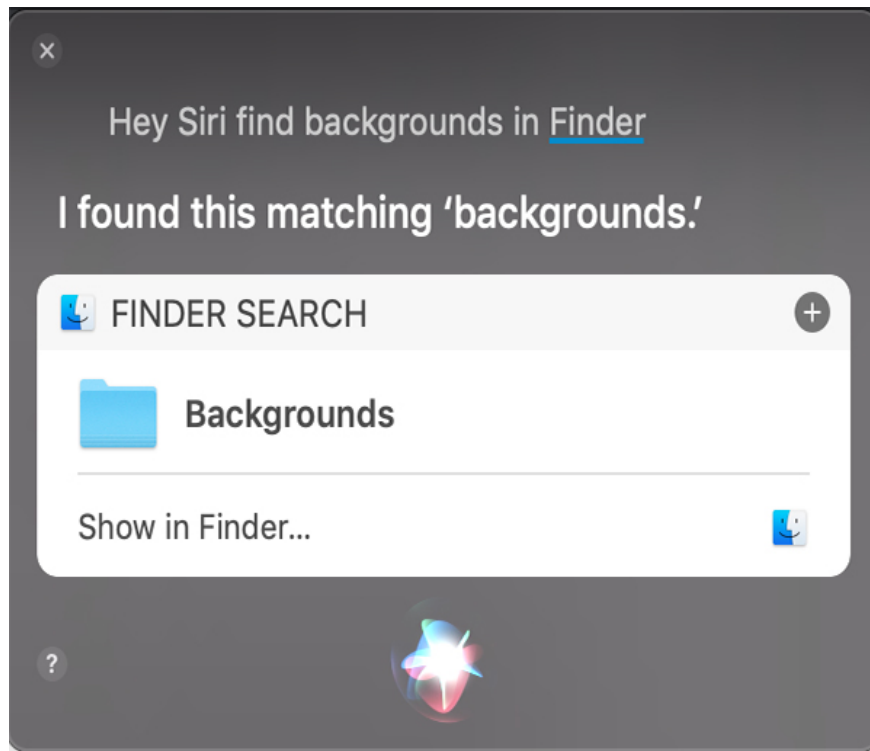 Hey Siri find backgrounds in Finder
I found this matching ‘backgrounds.’
FINDER SEARCH
Backgrounds
Show in Finder...
?